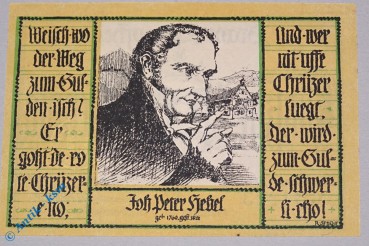 Weisch wo
der Weg
zum Gul-
den isch?
Er
goht de ro-
te Chrüzer-
no,
Und wer
nit uffe
Chrüzer
luegt,
der wird
zum Gul-
de schwer-
li cho!
Joh. Peter Hebel
geb. 1760, gest. 1826